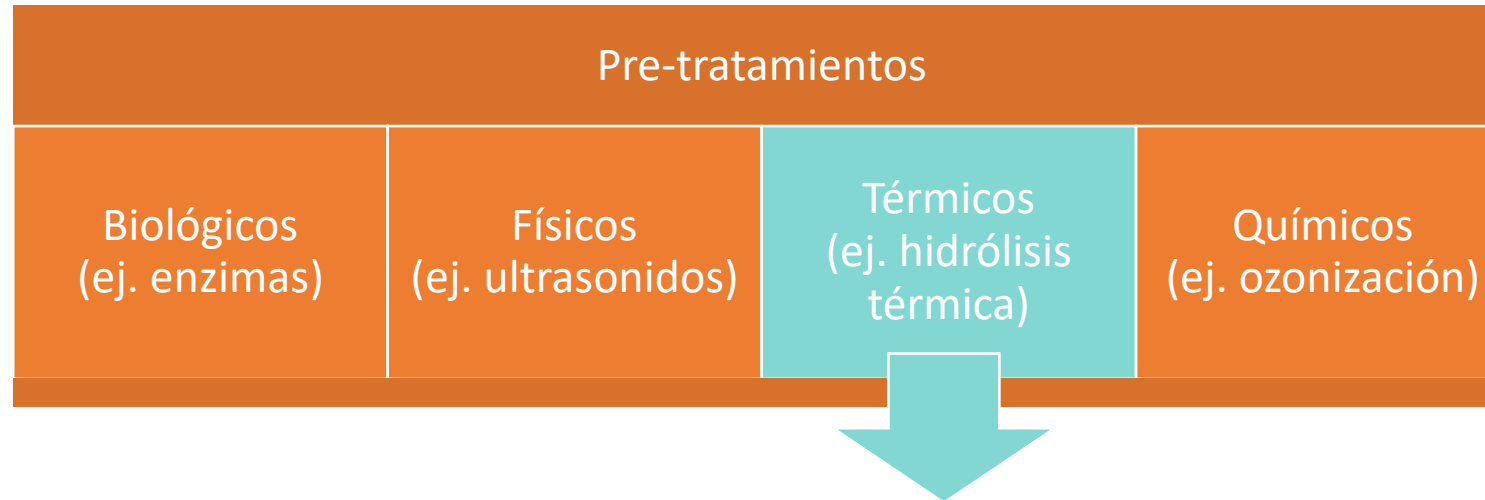 Pre-tratamientos
Biológicos
(ej. enzimas)
Físicos
(ej. ultrasonidos)
Térmicos
(ej. hidrólisis
térmica)
Químicos
(ej. ozonización)